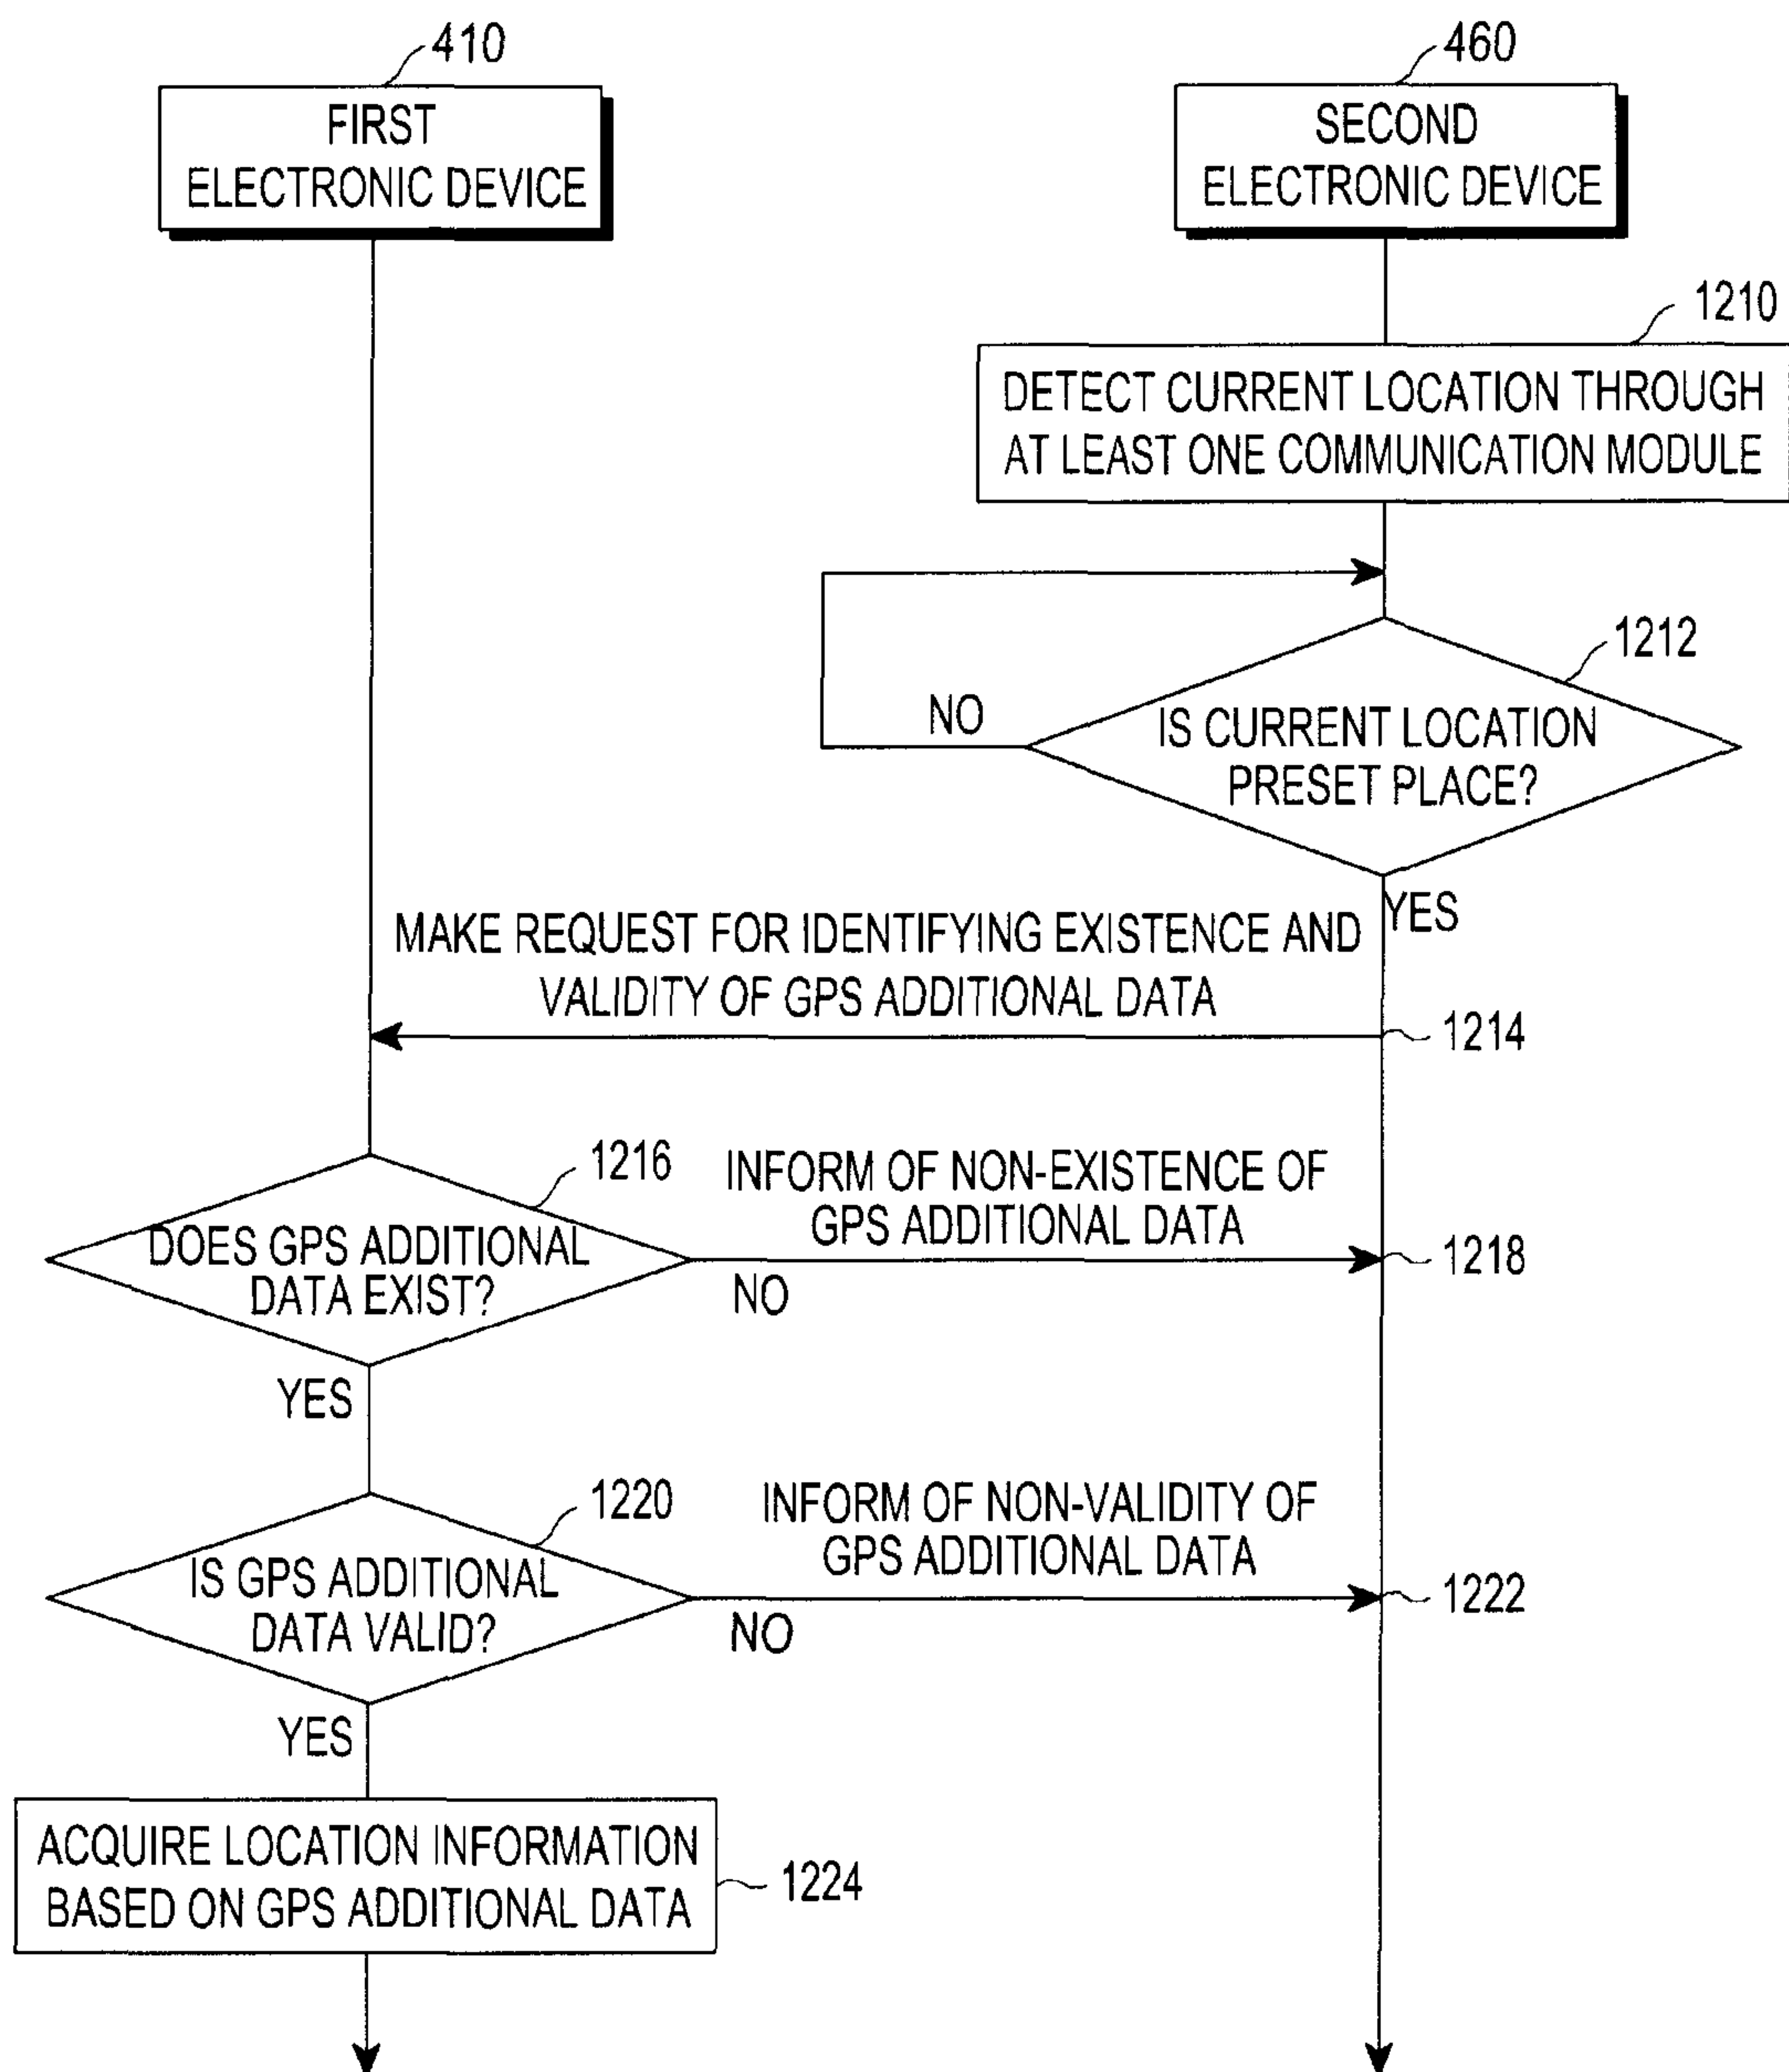 410
FIRST
ELECTRONIC DEVICE
460
SECOND
ELECTRONIC DEVICE
1210
DETECT CURRENT LOCATION THROUGH
AT LEAST ONE COMMUNICATION MODULE
1212
IS CURRENT LOCATION
PRESET PLACE?
NO
YES
MAKE REQUEST FOR IDENTIFYING EXISTENCE AND
VALIDITY OF GPS ADDITIONAL DATA
1214
1216
DOES GPS ADDITIONAL
DATA EXIST?
INFORM OF NON-EXISTENCE OF
GPS ADDITIONAL DATA
1218
NO
YES
1220
IS GPS ADDITIONAL
DATA VALID?
INFORM OF NON-VALIDITY OF
GPS ADDITIONAL DATA
1222
NO
YES
ACQUIRE LOCATION INFORMATION
BASED ON GPS ADDITIONAL DATA
1224